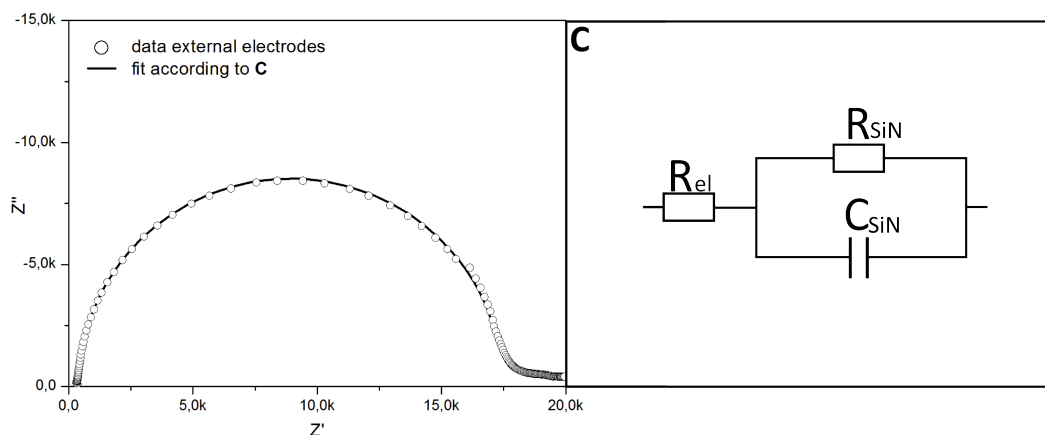 -15,0k
-10,0k
-5,0k
0,0
Z''
data external electrodes
fit according to C
0,0
5,0k
10,0k
15,0k
20,0k
Z'
C
RSiN
Rel
CSiN